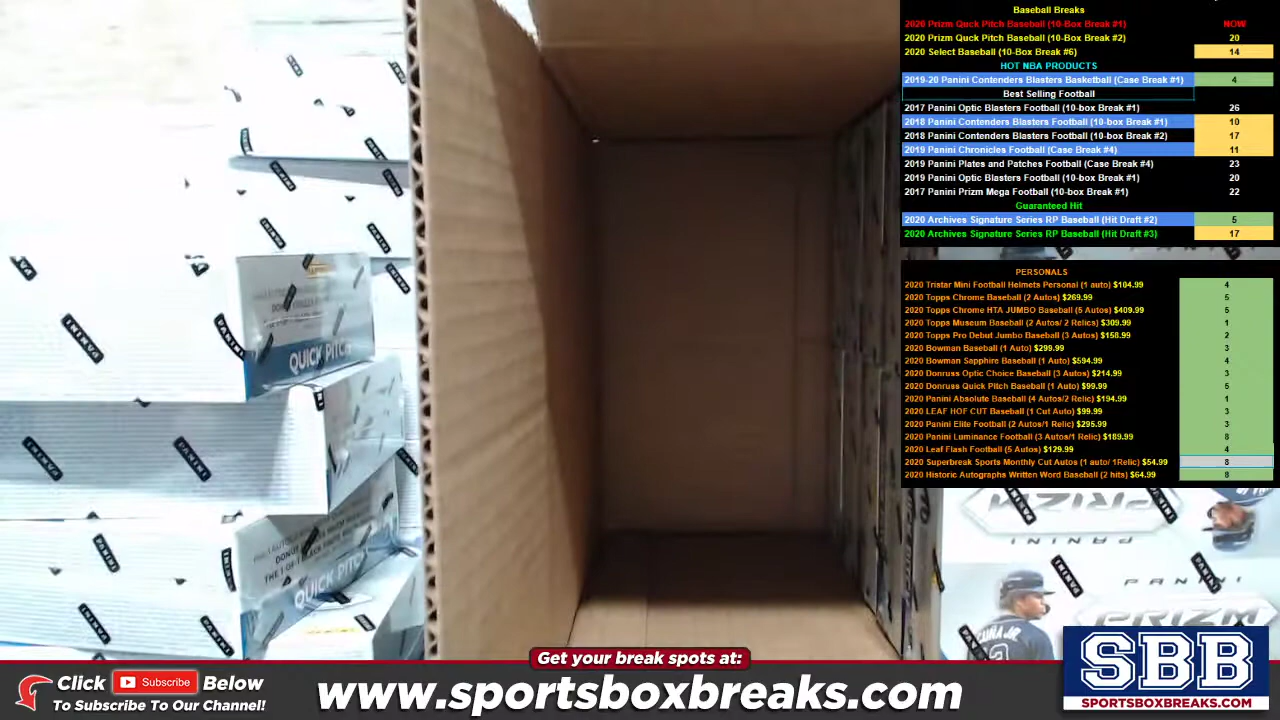 Baseball Breaks
2020 Prizm Quck Pitch Baseball (10-Box Break #1) NOW
2020 Prizm Quck Pitch Baseball (10-Box Break #2) 20
2020 Select Baseball (10-Box Break #6) 14
HOT NBA PRODUCTS
2019-20 Panini Contenders Blasters Basketball (Case Break #1) 4
Best Selling Football
2017 Panini Optic Blasters Football (10-box Break #1) 26
2018 Panini Contenders Blasters Football (10-box Break #1) 10
2018 Panini Contenders Blasters Football (10-box Break #2) 17
2019 Panini Chronicles Football (Case Break #4) 11
2019 Panini Plates and Patches Football (Case Break #4) 23
2019 Panini Optic Blasters Football (10-box Break #1) 20
2017 Panini Prizm Mega Football (10-box Break #1) 22
Guaranteed Hit
2020 Archives Signature Series RP Baseball (Hit Draft #2) 5
2020 Archives Signature Series RP Baseball (Hit Draft #3) 17
PERSONALS
2020 Tristar Mini Football Helmets Personal (1 auto) $104.99 4
2020 Topps Chrome Baseball (2 Autos) $269.99 5
2020 Topps Chrome HTA JUMBO Baseball (5 Autos) $409.99 5
2020 Topps Museum Baseball (2 Autos/ 2 Relics) $309.99 1
2020 Topps Pro Debut Jumbo Baseball (3 Autos) $158.99 2
2020 Bowman Baseball (1 Auto) $299.99 3
2020 Bowman Sapphire Baseball (1 Auto) $594.99 4
2020 Donruss Optic Choice Baseball (3 Autos) $214.99 3
2020 Donruss Quick Pitch Baseball (1 Auto) $99.99 5
2020 Panini Absolute Baseball (4 Autos/2 Relic) $194.99 1
2020 LEAF HOF CUT Baseball (1 Cut Auto) $99.99 3
2020 Panini Elite Football (2 Autos/1 Relic) $295.99 3
2020 Panini Luminance Football (3 Autos/1 Relic) $189.99 8
2020 Leaf Flash Football (5 Autos) $129.99 4
2020 Superbreak Sports Monthly Cut Autos (1 auto/ 1Relic) $54.99 8
2020 Historic Autographs Written Word Baseball (2 hits) $64.99 8
PANINI
PANINI
QUICK PITCH
QUICK PITCH
PANINI
PANINI
PANINI
PRIZM
PANINI
PANINI
PRIZM
Get your break spots at:
Click Subscribe Below
To Subscribe To Our Channel!
www.sportsboxbreaks.com
SBB
SPORTSBOXBREAKS.COM